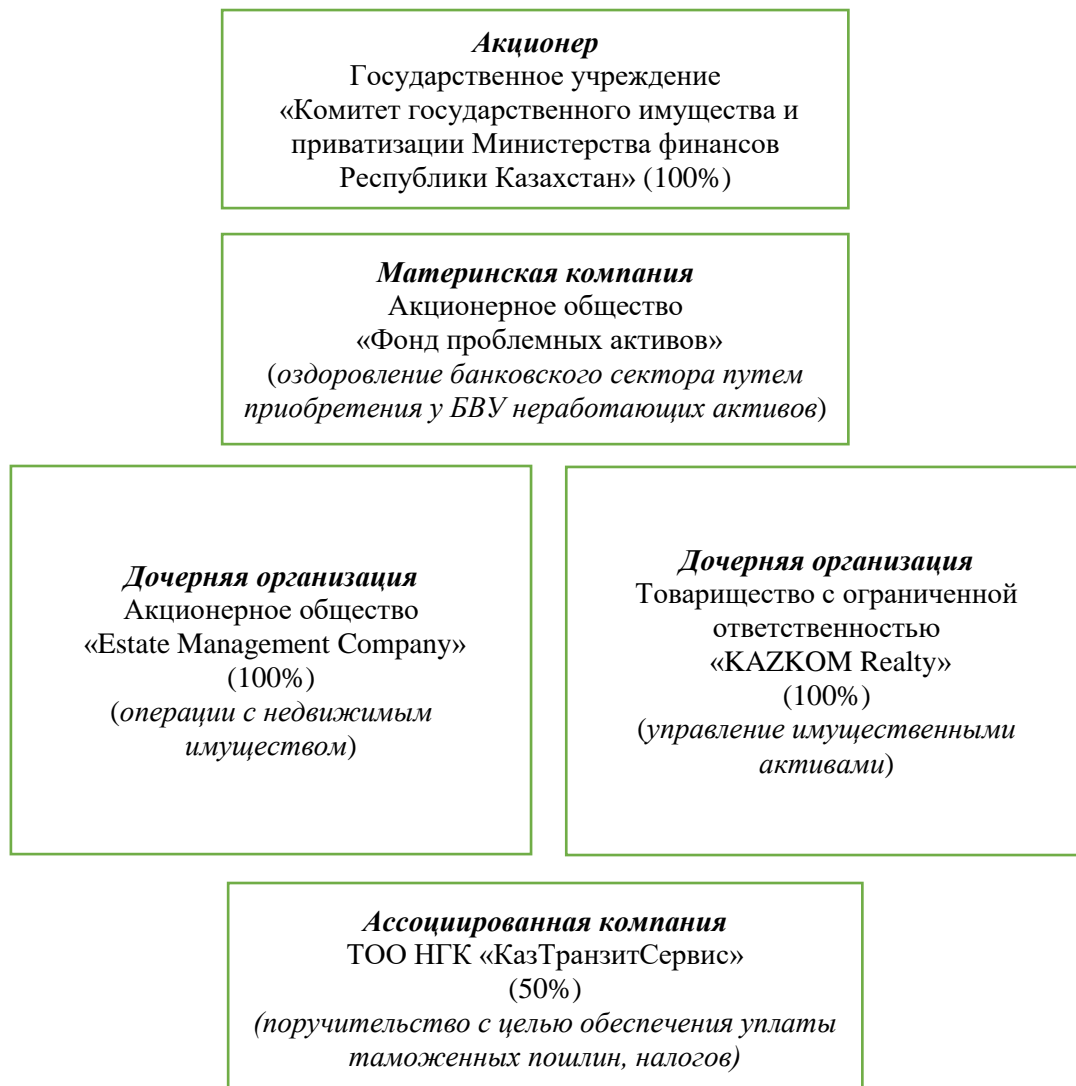 Акционер
Государственное учреждение
«Комитет государственного имущества и
приватизации Министерства финансов
Республики Казахстан» (100%)
Материнская компания
Акционерное общество
«Фонд проблемных активов»
(оздоровление банковского сектора путем
приобретения у БВУ неработающих активов)
Дочерняя организация
Акционерное общество
«Estate Management Company»
(100%)
(операции с недвижимым
имуществом)
Дочерняя организация
Товарищество с ограниченной
ответственностью
«KAZKOM Realty»
(100%)
(управление имущественными
активами)
Ассоциированная компания
ТОО НГК «КазТранзитСервис»
(50%)
(поручительство с целью обеспечения уплаты
таможенных пошлин, налогов)